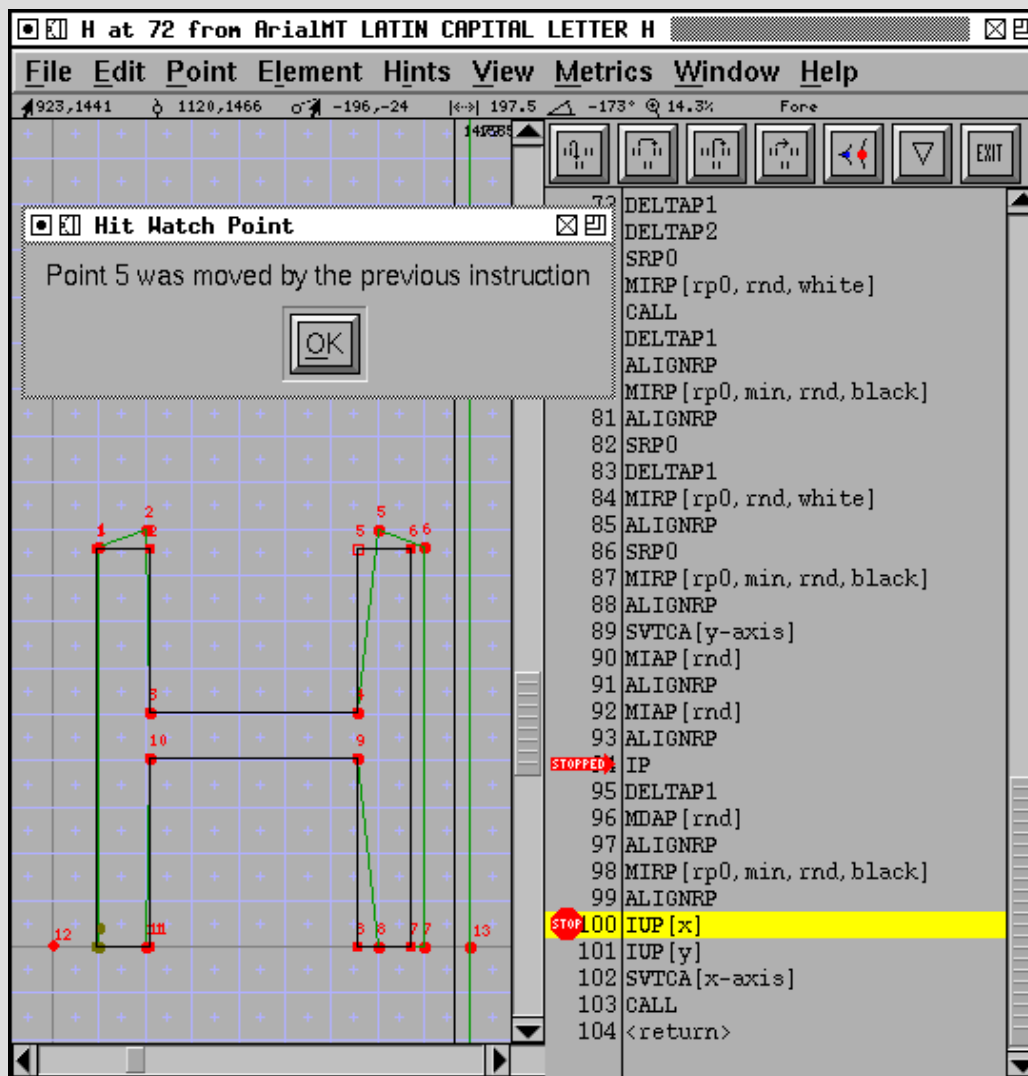 H at 72 from ArialMT LATIN CAPITAL LETTER H
File Edit Point Element Hints View Metrics Window Help
923,1441 1120,1466 -196,-24 197.5 -173° 14.3% Fore
EXIT
73 DELTAP1
DELTAP2
SRP0
MIRP[rp0,rnd,white]
CALL
DELTAP1
ALIGNRP
MIRP[rp0,min,rnd,black]
81 ALIGNRP
82 SRP0
83 DELTAP1
84 MIRP[rp0,rnd,white]
85 ALIGNRP
86 SRP0
87 MIRP[rp0,min,rnd,black]
88 ALIGNRP
89 SVTCA[y-axis]
90 MIAP[rnd]
91 ALIGNRP
92 MIAP[rnd]
93 ALIGNRP
STOPPED 94 IP
95 DELTAP1
96 MDAP[rnd]
97 ALIGNRP
98 MIRP[rp0,min,rnd,black]
99 ALIGNRP
STOP 100 IUP[x]
101 IUP[y]
102 SVTCA[x-axis]
103 CALL
104 <return>
Hit Watch Point
Point 5 was moved by the previous instruction
OK
2 5
1 2 5 6 6
3
10 9
12 11 8 8 7 7 13